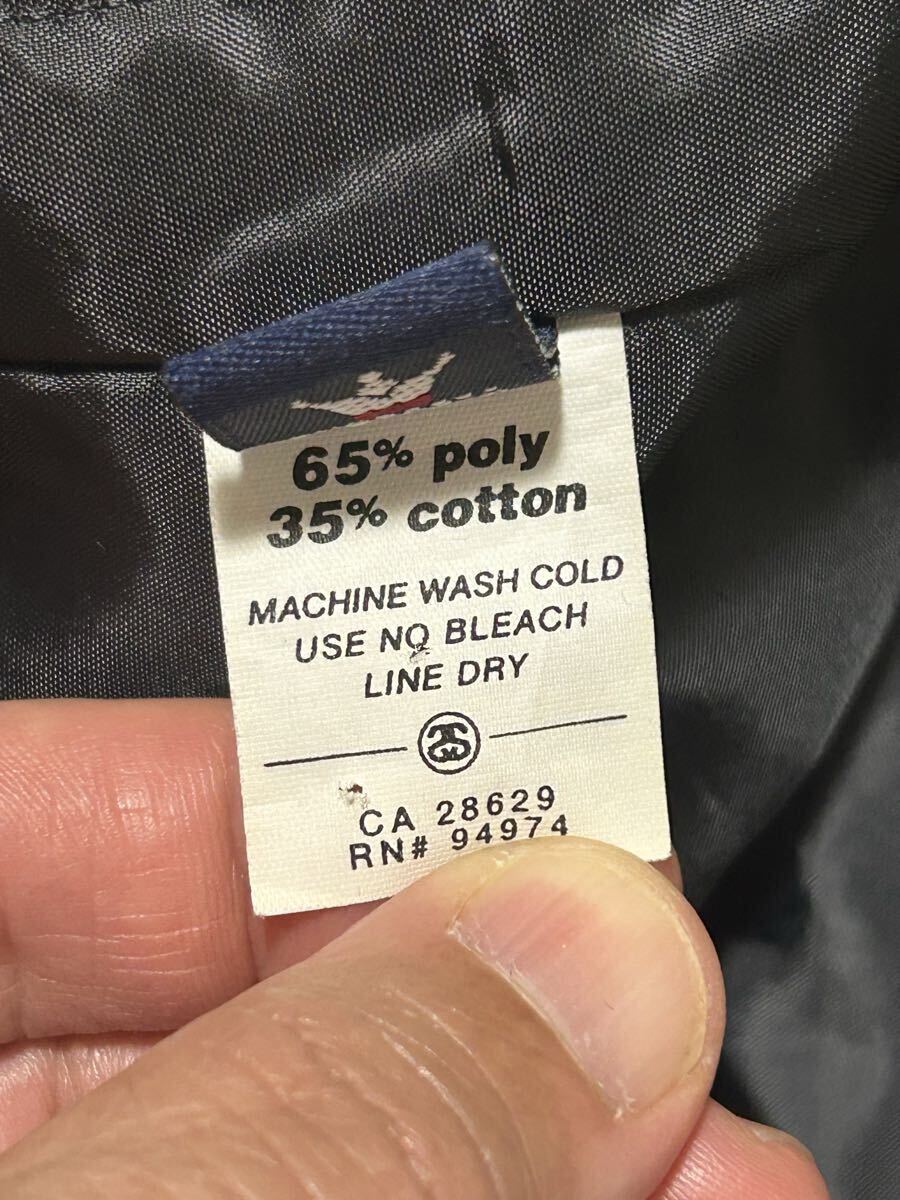 65% poly
35% cotton
MACHINE WASH COLD
USE NO BLEACH
LINE DRY
CA 28629
RN# 94974